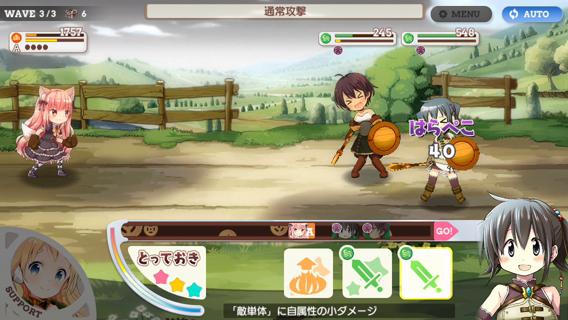 WAVE 3/3 6
通常攻撃
MENU
AUTO
1757
A
245
548
はらぺこ
40
A
GO!
とっておき
SUPPORT
「敵単体」に自属性の小ダメージ